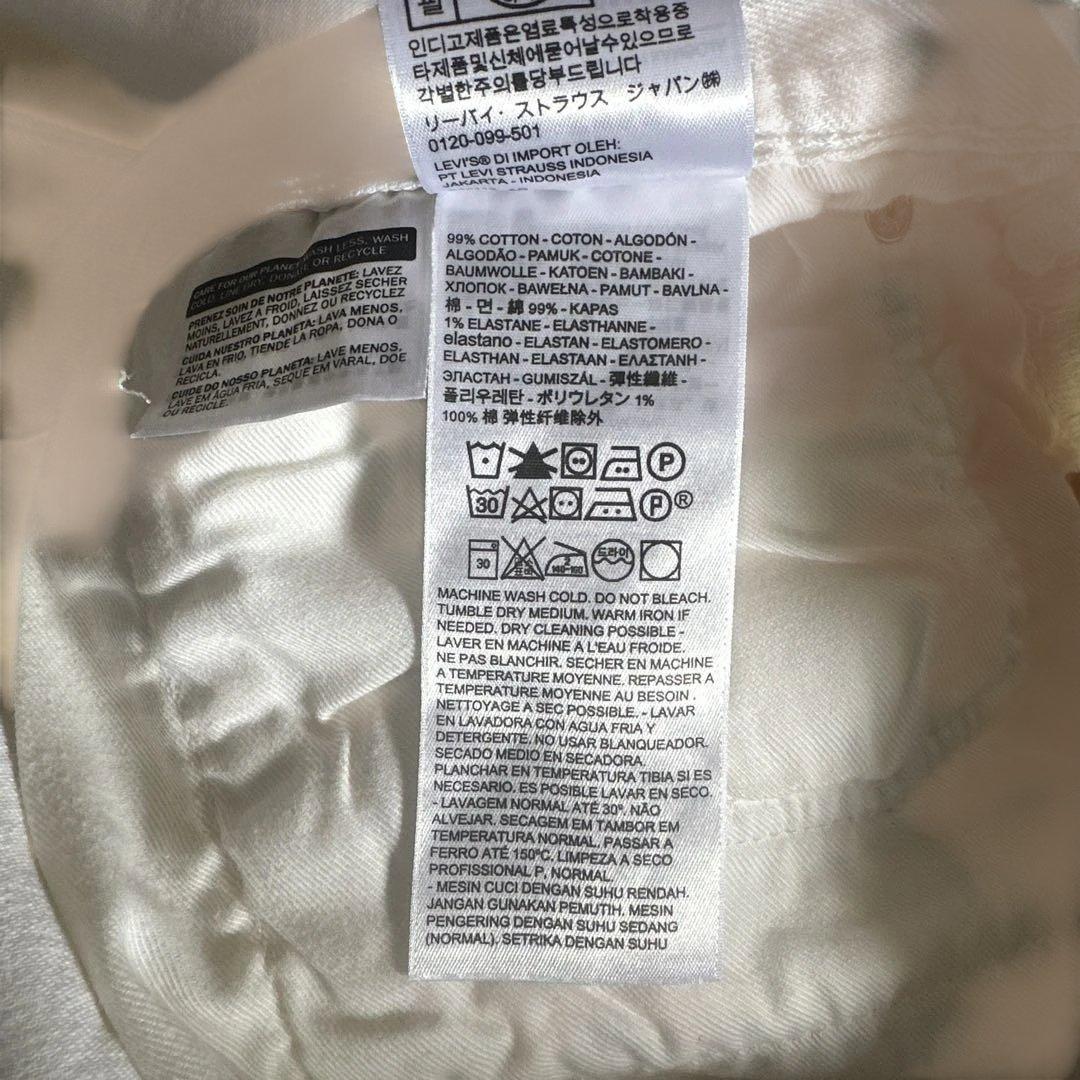 필
인디고제품은염료특성으로착용중
타제품및신체에묻어날수있으므로
각별한주의를당부드립니다
リーバイ・ストラウス ジャパン㈱
0120-099-501
LEVI'S® DI IMPORT OLEH:
PT LEVI STRAUSS INDONESIA
JAKARTA - INDONESIA
CARE FOR OUR PLANET: WASH LESS, WASH
COLD, LINE DRY, DONATE OR RECYCLE
PRENEZ SOIN DE NOTRE PLANETE: LAVEZ
MOINS, LAVEZ A FROID, LAISSEZ SECHER
NATURELLEMENT, DONNEZ OU RECYCLEZ
CUIDA NUESTRO PLANETA: LAVA MENOS,
LAVA EN FRIO, TIENDE LA ROPA, DONA O
RECICLA.
CUIDE DO NOSSO PLANETA: LAVE MENOS,
LAVE EM ÁGUA FRIA, SEQUE EM VARAL, DOE
OU RECICLE.
99% COTTON - COTON - ALGODÓN -
ALGODÃO - PAMUK - COTONE -
BAUMWOLLE - KATOEN - BAMBAKI -
ХЛОПОК - BAWEŁNA - PAMUT - BAVLNA -
棉 - 면 - 綿 99% - KAPAS
1% ELASTANE - ELASTHANNE -
elastano - ELASTAN - ELASTOMERO -
ELASTHAN - ELASTAAN - ΕΛΑΣΤΑΝΗ -
ЭЛАСТАН - GUMISZÁL - 彈性纖維 -
폴리우레탄 - ポリウレタン 1%
100% 棉 弹性纤维除外
P
30 P®
30 염소표백 2 140-160 드라이
MACHINE WASH COLD. DO NOT BLEACH.
TUMBLE DRY MEDIUM. WARM IRON IF
NEEDED. DRY CLEANING POSSIBLE -
LAVER EN MACHINE A L'EAU FROIDE.
NE PAS BLANCHIR. SECHER EN MACHINE
A TEMPERATURE MOYENNE. REPASSER A
TEMPERATURE MOYENNE AU BESOIN .
NETTOYAGE A SEC POSSIBLE. - LAVAR
EN LAVADORA CON AGUA FRIA Y
DETERGENTE. NO USAR BLANQUEADOR.
SECADO MEDIO EN SECADORA.
PLANCHAR EN TEMPERATURA TIBIA SI ES
NECESARIO. ES POSIBLE LAVAR EN SECO.
- LAVAGEM NORMAL ATÉ 30º. NÃO
ALVEJAR. SECAGEM EM TAMBOR EM
TEMPERATURA NORMAL. PASSAR A
FERRO ATÉ 150ºC. LIMPEZA A SECO
PROFISSIONAL P, NORMAL.
- MESIN CUCI DENGAN SUHU RENDAH.
JANGAN GUNAKAN PEMUTIH. MESIN
PENGERING DENGAN SUHU SEDANG
(NORMAL). SETRIKA DENGAN SUHU